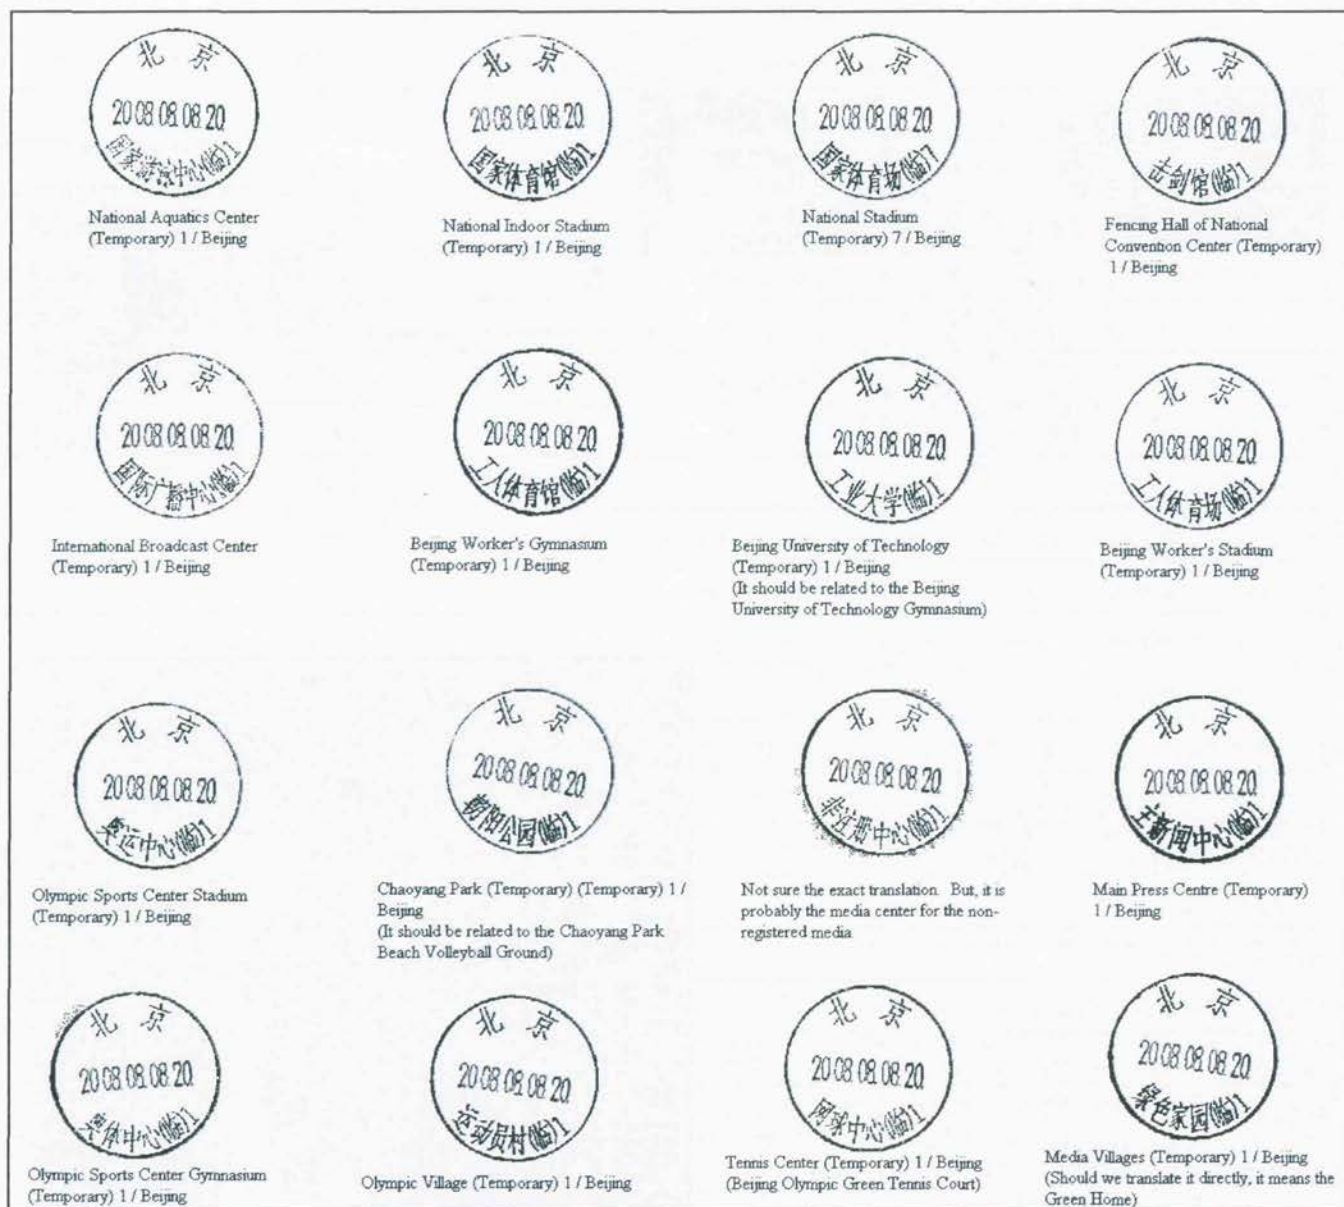 北 京
2008.08.08.20
国家游泳中心(临)1
National Aquatics Center
(Temporary) 1 / Beijing
北 京
2008.08.08.20
国家体育馆(临)1
National Indoor Stadium
(Temporary) 1 / Beijing
北 京
2008.08.08.20
国家体育场(临)7
National Stadium
(Temporary) 7 / Beijing
北 京
2008.08.08.20
击剑馆(临)1
Fencing Hall of National
Convention Center (Temporary)
1 / Beijing
北 京
2008.08.08.20
国际广播中心(临)1
International Broadcast Center
(Temporary) 1 / Beijing
北 京
2008.08.08.20
工人体育馆(临)1
Beijing Worker's Gymnasium
(Temporary) 1 / Beijing
北 京
2008.08.08.20
工业大学(临)1
Beijing University of Technology
(Temporary) 1 / Beijing
(It should be related to the Beijing
University of Technology Gymnasium)
北 京
2008.08.08.20
工人体育场(临)1
Beijing Worker's Stadium
(Temporary) 1 / Beijing
北 京
2008.08.08.20
奥运中心(临)1
Olympic Sports Center Stadium
(Temporary) 1 / Beijing
北 京
2008.08.08.20
朝阳公园(临)1
Chaoyang Park (Temporary) (Temporary) 1 /
Beijing
(It should be related to the Chaoyang Park
Beach Volleyball Ground)
北 京
2008.08.08.20
非注册中心(临)1
Not sure the exact translation. But, it is
probably the media center for the non-
registered media
北 京
2008.08.08.20
主新闻中心(临)1
Main Press Centre (Temporary)
1 / Beijing
北 京
2008.08.08.20
奥体中心(临)1
Olympic Sports Center Gymnasium
(Temporary) 1 / Beijing
北 京
2008.08.08.20
运动员村(临)1
Olympic Village (Temporary) 1 / Beijing
北 京
2008.08.08.20
网球中心(临)1
Tennis Center (Temporary) 1 / Beijing
(Beijing Olympic Green Tennis Court)
北 京
2008.08.08.20
绿色家园(临)1
Media Villages (Temporary) 1 / Beijing
(Should we translate it directly, it means the
Green Home)